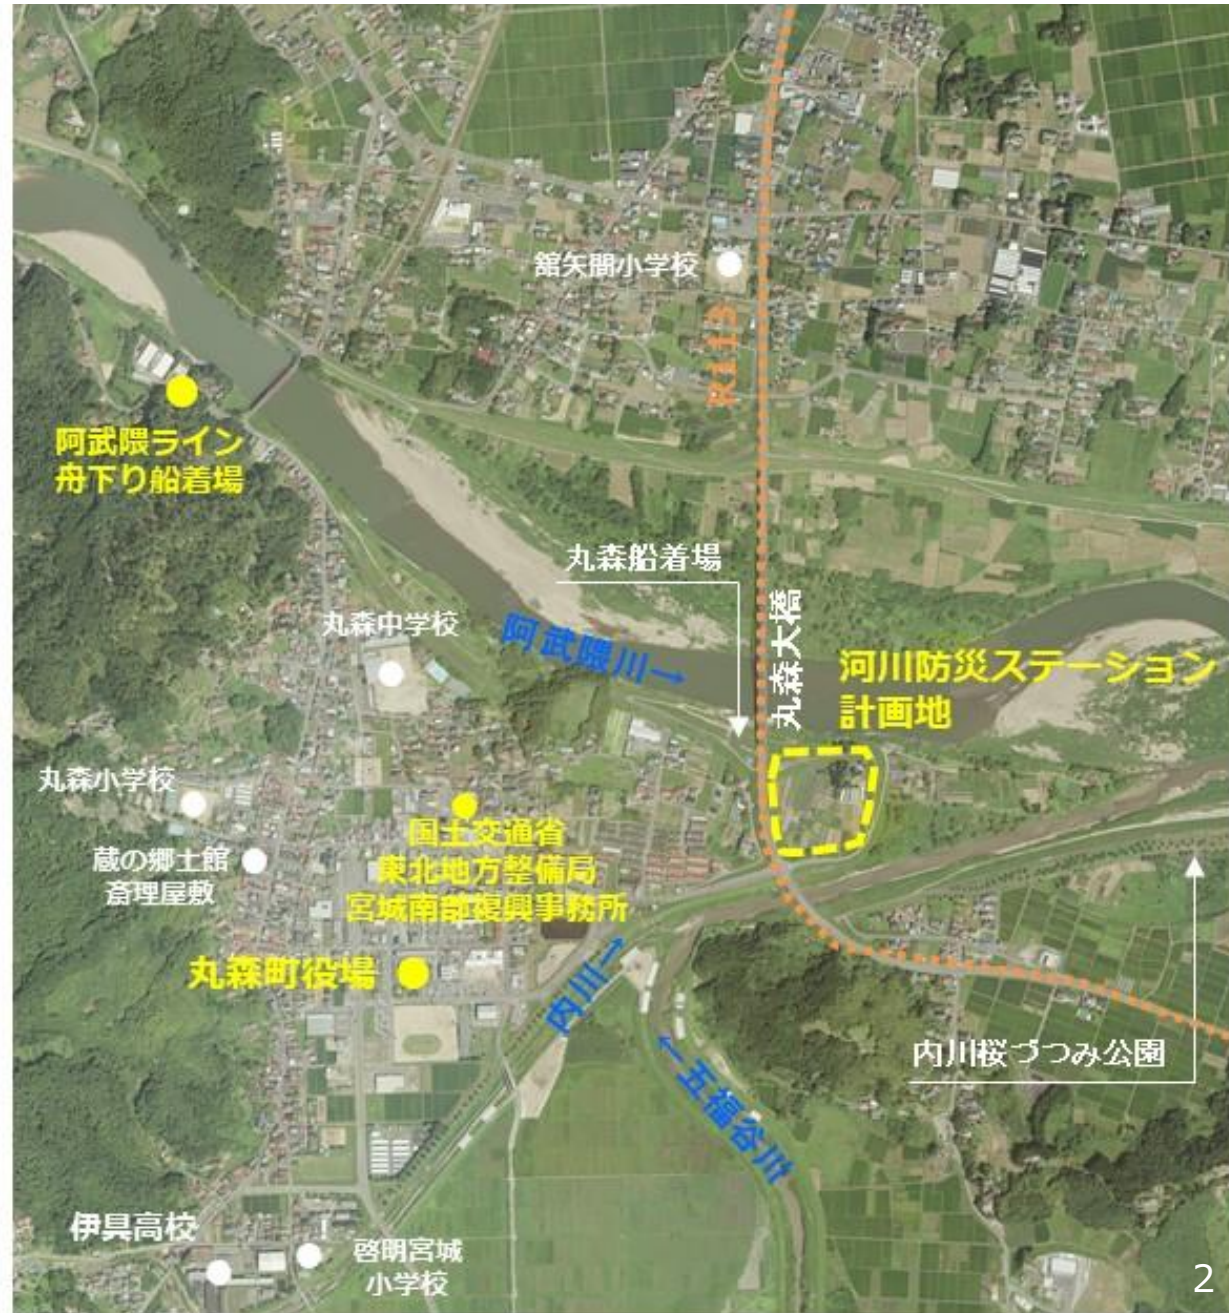 舘矢間小学校
R113
阿武隈ライン
舟下り船着場
丸森船着場
丸森大橋
丸森中学校
阿武隈川→
河川防災ステーション
計画地
丸森小学校
蔵の郷土館
斎理屋敷
国土交通省
東北地方整備局
宮城南部復興事務所
丸森町役場
内川→
←五福谷川
内川桜づつみ公園
伊具高校
啓明宮城
小学校
2